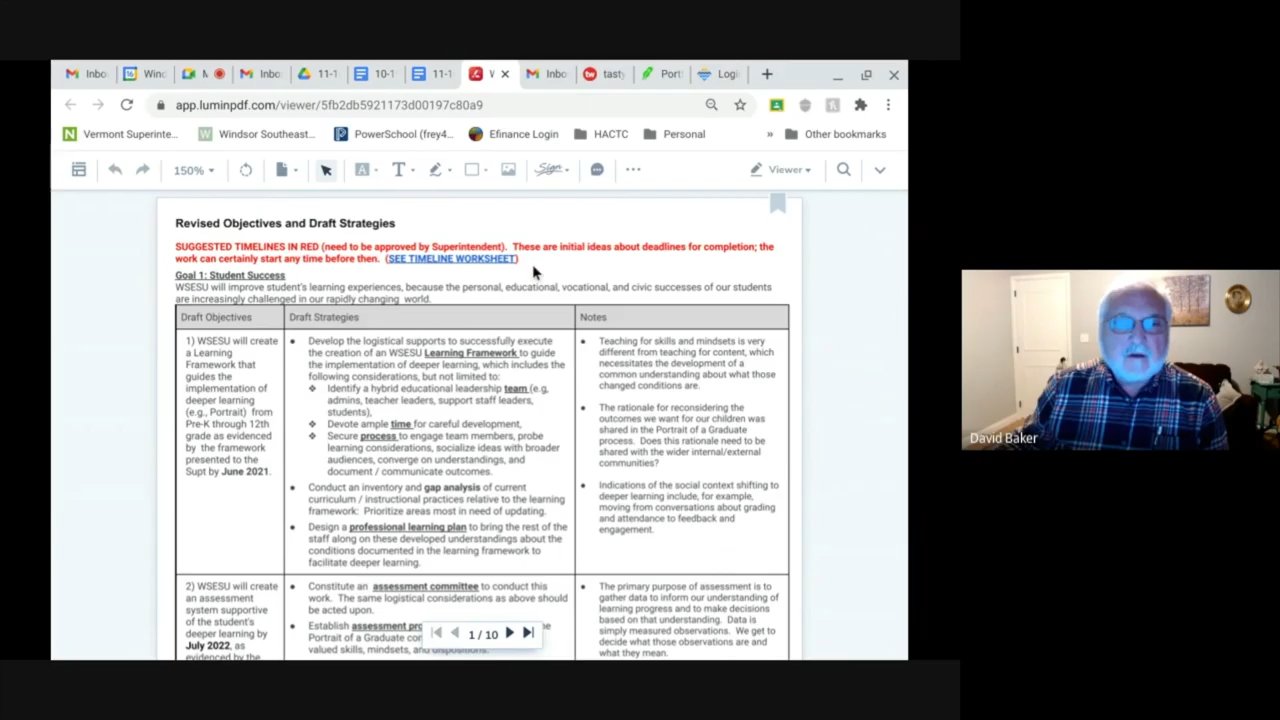 Inbo
Winc
M
Inbo
11-1
10-1
11-1
V
Inbo
tasty
Port
Logi
app.luminpdf.com/viewer/5fb2db5921173d00197c80a9
Vermont Superinte...
Windsor Southeast...
PowerSchool (frey4...
Efinance Login
HACTC
Personal
»
Other bookmarks
150%
Sign
Viewer
Revised Objectives and Draft Strategies
SUGGESTED TIMELINES IN RED (need to be approved by Superintendent). These are initial ideas about deadlines for completion; the
work can certainly start any time before then. (SEE TIMELINE WORKSHEET)
Goal 1: Student Success
WSESU will improve student's learning experiences, because the personal, educational, vocational, and civic successes of our students
are increasingly challenged in our rapidly changing world.
Draft Objectives
Draft Strategies
Notes
1) WSESU will create
a Learning
Framework that
guides the
implementation of
deeper learning
(e.g., Portrait) from
Pre-K through 12th
grade as evidenced
by the framework
presented to the
Supt by June 2021.
Develop the logistical supports to successfully execute
the creation of an WSESU Learning Framework to guide
the implementation of deeper learning, which includes the
following considerations, but not limited to:
Identify a hybrid educational leadership team (e.g,
admins, teacher leaders, support staff leaders,
students),
Devote ample time for careful development,
Secure process to engage team members, probe
learning considerations, socialize ideas with broader
audiences, converge on understandings, and
document / communicate outcomes.
Conduct an inventory and gap analysis of current
curriculum / instructional practices relative to the learning
framework: Prioritize areas most in need of updating.
Design a professional learning plan to bring the rest of the
staff along on these developed understandings about the
conditions documented in the learning framework to
facilitate deeper learning.
Teaching for skills and mindsets is very
different from teaching for content, which
necessitates the development of a
common understanding about what those
changed conditions are.
The rationale for reconsidering the
outcomes we want for our children was
shared in the Portrait of a Graduate
process. Does this rationale need to be
shared with the wider internal/external
communities?
Indications of the social context shifting to
deeper learning include, for example,
moving from conversations about grading
and attendance to feedback and
engagement.
2) WSESU will create
an assessment
system supportive
of the student's
deeper learning by
July 2022, as
evidenced by the
Constitute an assessment committee to conduct this
work. The same logistical considerations as above should
be acted upon.
Establish assessment pro
Portrait of a Graduate co
valued skills, mindsets, and dispositions.
The primary purpose of assessment is to
gather data to inform our understanding of
learning progress and to make decisions
based on that understanding. Data is
simply measured observations. We get to
decide what those observations are and
what they mean.
1 / 10
David Baker